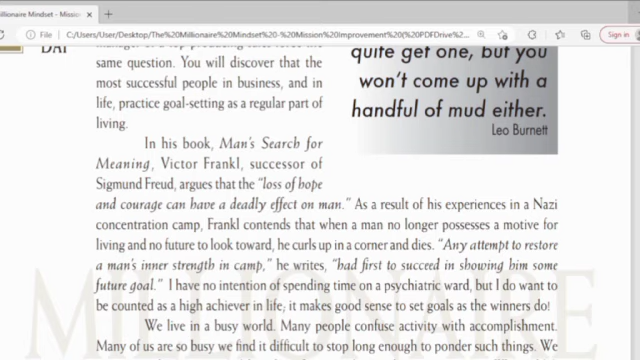 illionaire Mindset - Mission
File
C:/Users/User/Desktop/The%20Millionaire%20Mindset%20-%20Mission%20Improvement%20(%20PDFDrive
DAY
same question. You will discover that the
most successful people in business, and in
life, practice goal-setting as a regular part of
living.
quite get one, but you
won't come up with a
handful of mud either.
Leo Burnett
In his book, Man's Search for
Meaning, Victor Frankl, successor of
Sigmund Freud, argues that the "loss of hope
and courage can have a deadly effect on man." As a result of his experiences in a Nazi
concentration camp, Frankl contends that when a man no longer possesses a motive for
living and no future to look toward, he curls up in a corner and dies. "Any attempt to restore
a man's inner strength in camp," he writes, "had first to succeed in showing him some
future goal." I have no intention of spending time on a psychiatric ward, but I do want to
be counted as a high achiever in life; it makes good sense to set goals as the winners do!
We live in a busy world. Many people confuse activity with accomplishment.
Many of us are so busy we find it difficult to stop long enough to ponder such things. We
MILLIONAIRE